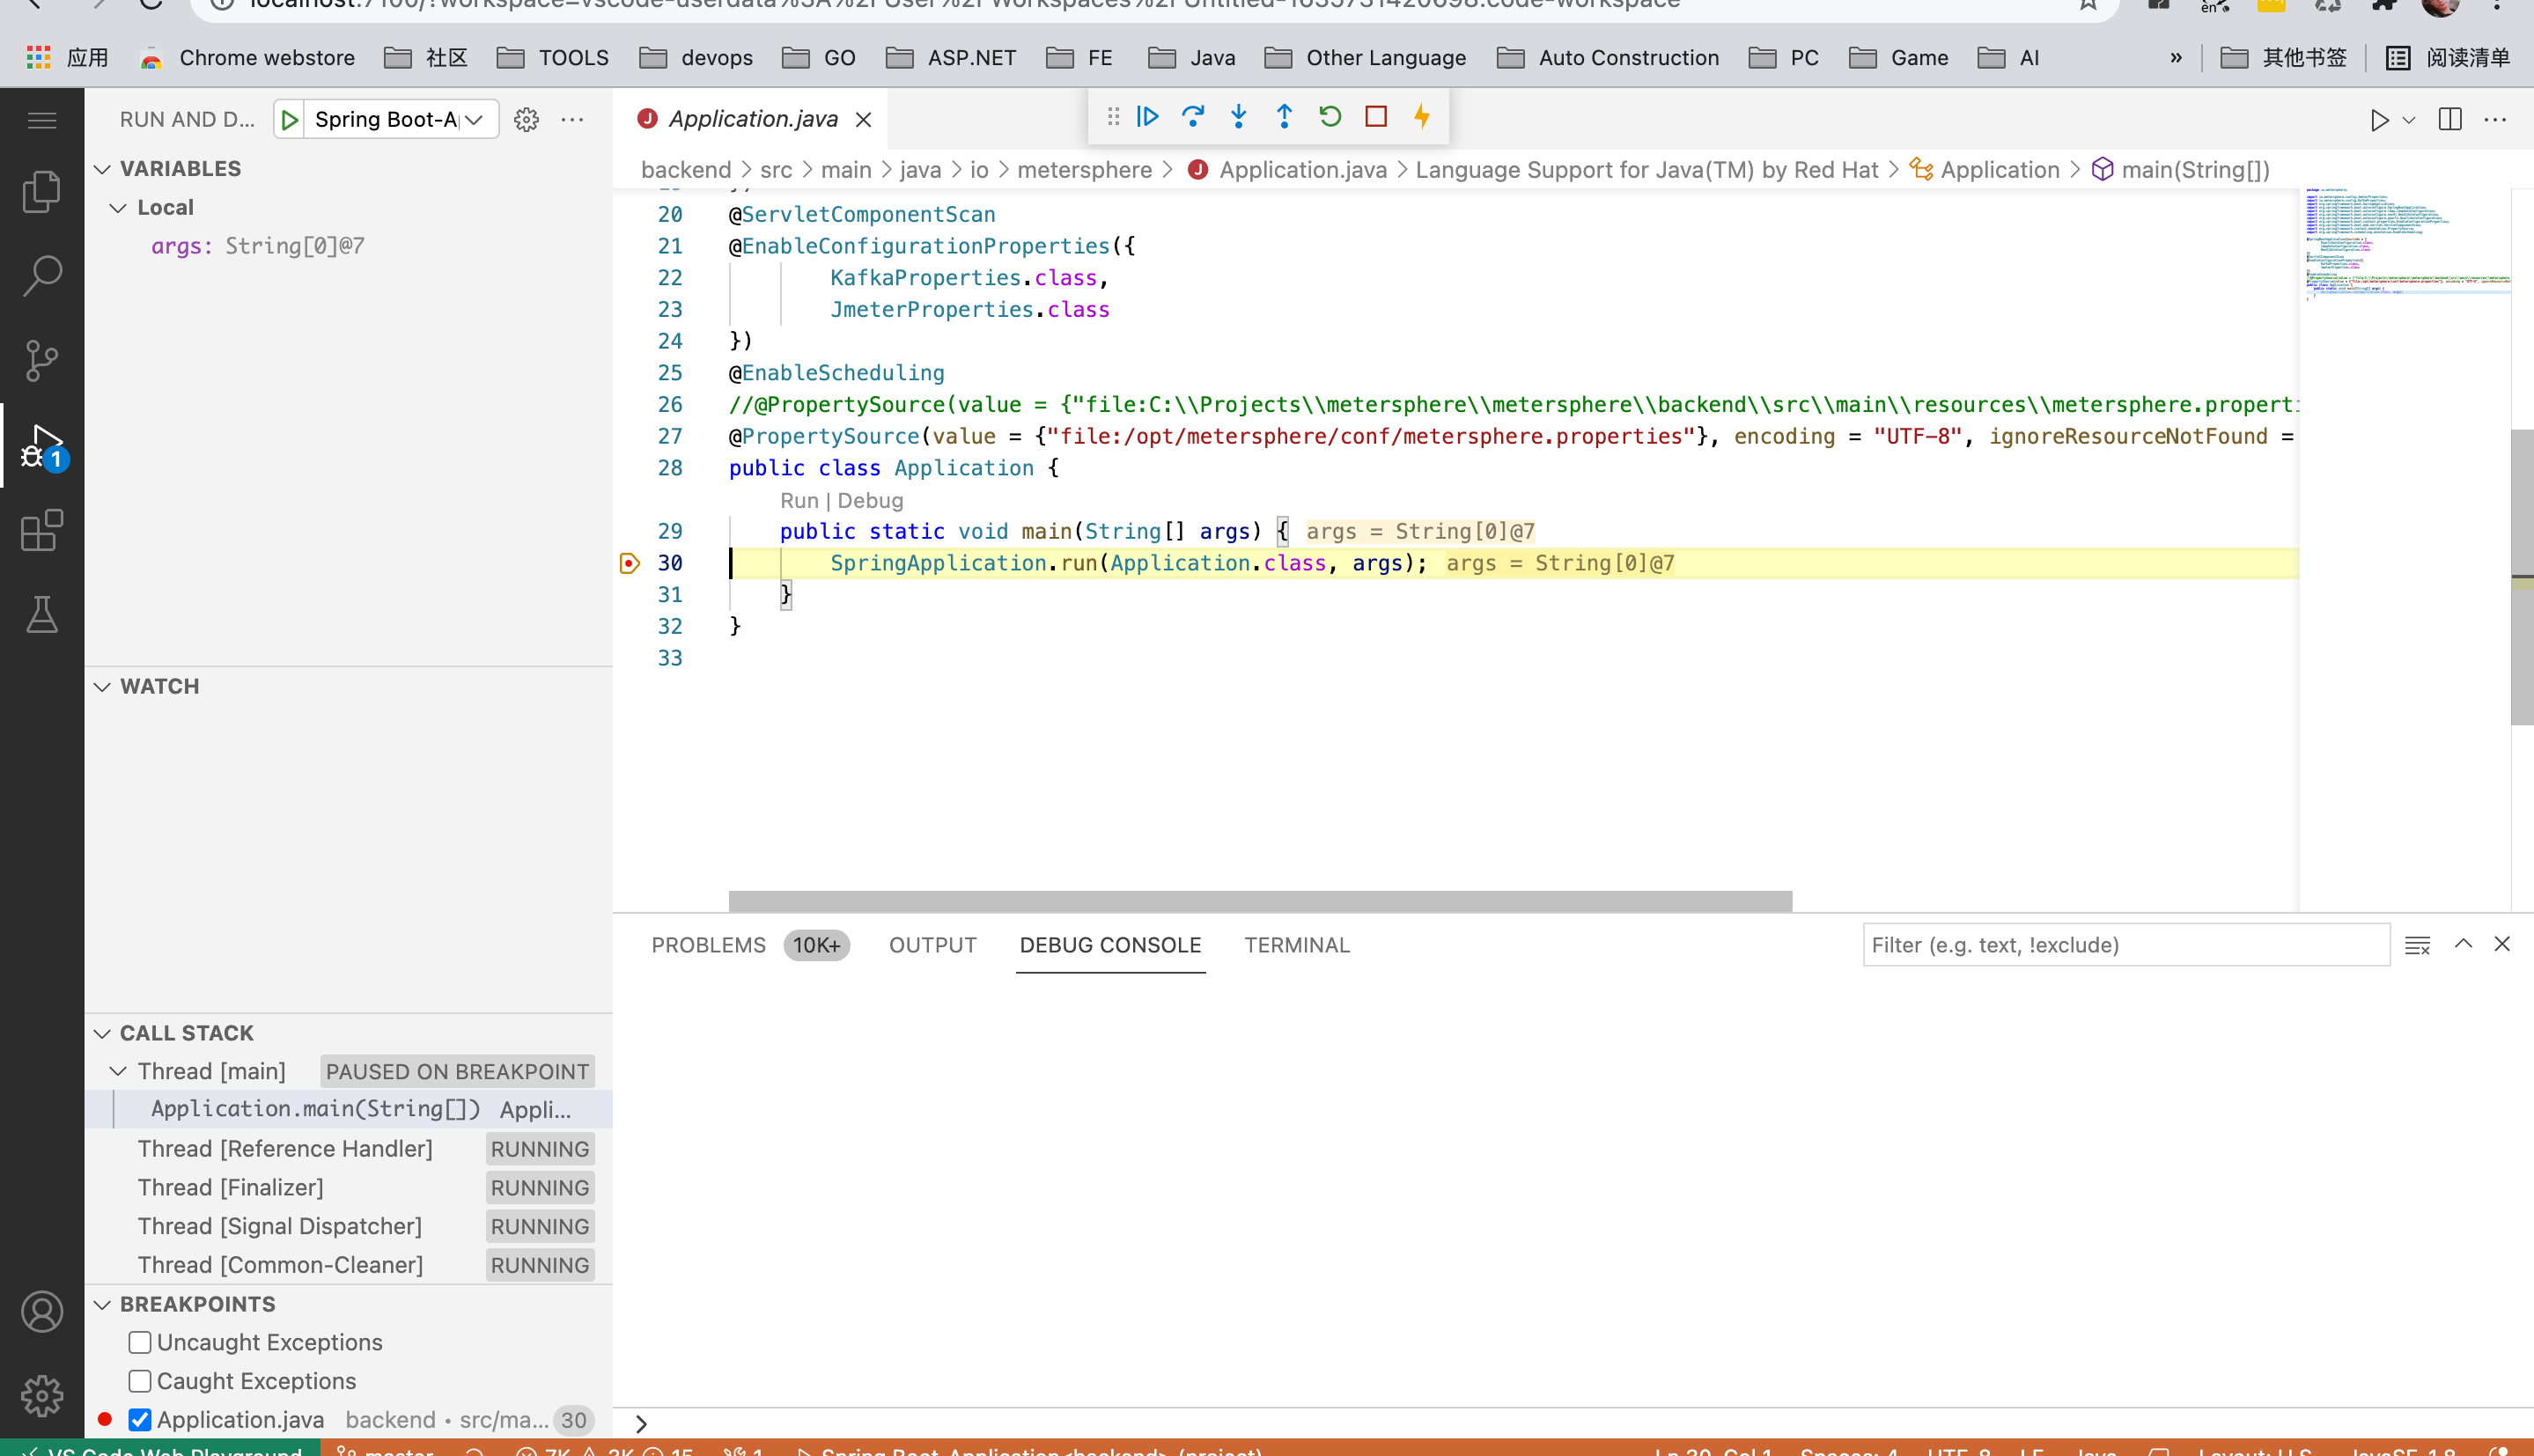 localhost:7100/?workspace=vscode-userdata%3A%2FUser%2FWorkspaces%2FUntitled-1635731420698.code-workspace
应用 Chrome webstore 社区 TOOLS devops GO ASP.NET FE Java Other Language Auto Construction PC Game AI » 其他书签 阅读清单
RUN AND D... Spring Boot-A
Application.java
VARIABLES
Local
args: String[0]@7
backend > src > main > java > io > metersphere > Application.java > Language Support for Java(TM) by Red Hat > Application > main(String[])
20 @ServletComponentScan
21 @EnableConfigurationProperties({
22 KafkaProperties.class,
23 JmeterProperties.class
24 })
25 @EnableScheduling
26 //@PropertySource(value = {"file:C:\\Projects\\metersphere\\metersphere\\backend\\src\\main\\resources\\metersphere.properti
27 @PropertySource(value = {"file:/opt/metersphere/conf/metersphere.properties"}, encoding = "UTF-8", ignoreResourceNotFound =
28 public class Application {
Run | Debug
29 public static void main(String[] args) { args = String[0]@7
30 SpringApplication.run(Application.class, args); args = String[0]@7
31 }
32 }
33
WATCH
CALL STACK
Thread [main] PAUSED ON BREAKPOINT
Application.main(String[]) Appli...
Thread [Reference Handler] RUNNING
Thread [Finalizer] RUNNING
Thread [Signal Dispatcher] RUNNING
Thread [Common-Cleaner] RUNNING
BREAKPOINTS
Uncaught Exceptions
Caught Exceptions
Application.java backend • src/ma... 30
1
PROBLEMS 10K+ OUTPUT DEBUG CONSOLE TERMINAL
Filter (e.g. text, !exclude)
VS Code Web Playground master 7K 3K 15 1 Spring Boot-Application<backend> (project)
Ln 30, Col 1 Spaces: 4 UTF-8 LF Java Layout: U.S. JavaSE-1.8